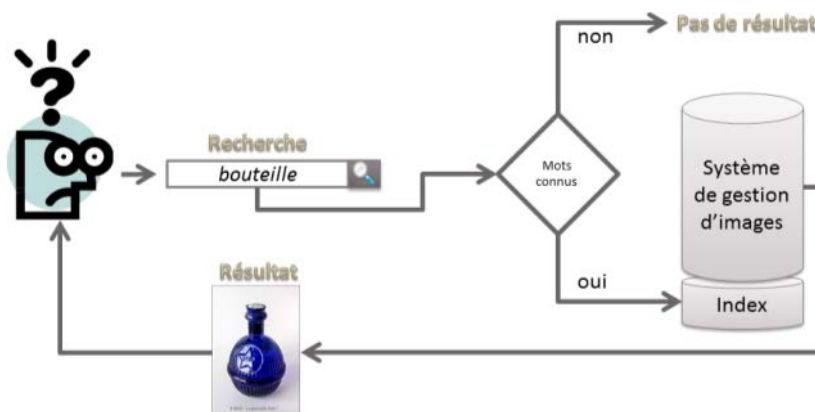 non
Pas de résultat
Recherche
bouteille
Mots
connus
Système
de gestion
d'images
oui
Index
Résultat